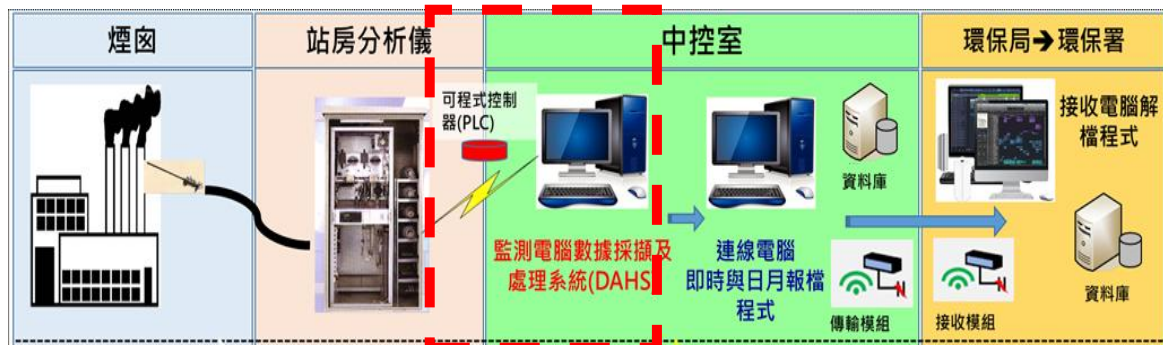 煙囪
站房分析儀
中控室
環保局➔環保署
可程式控制
器(PLC)
監測電腦數據採擷及
處理系統(DAHS
連線電腦
即時與日月報檔
程式
資料庫
傳輸模組
接收電腦解
檔程式
接收模組
資料庫